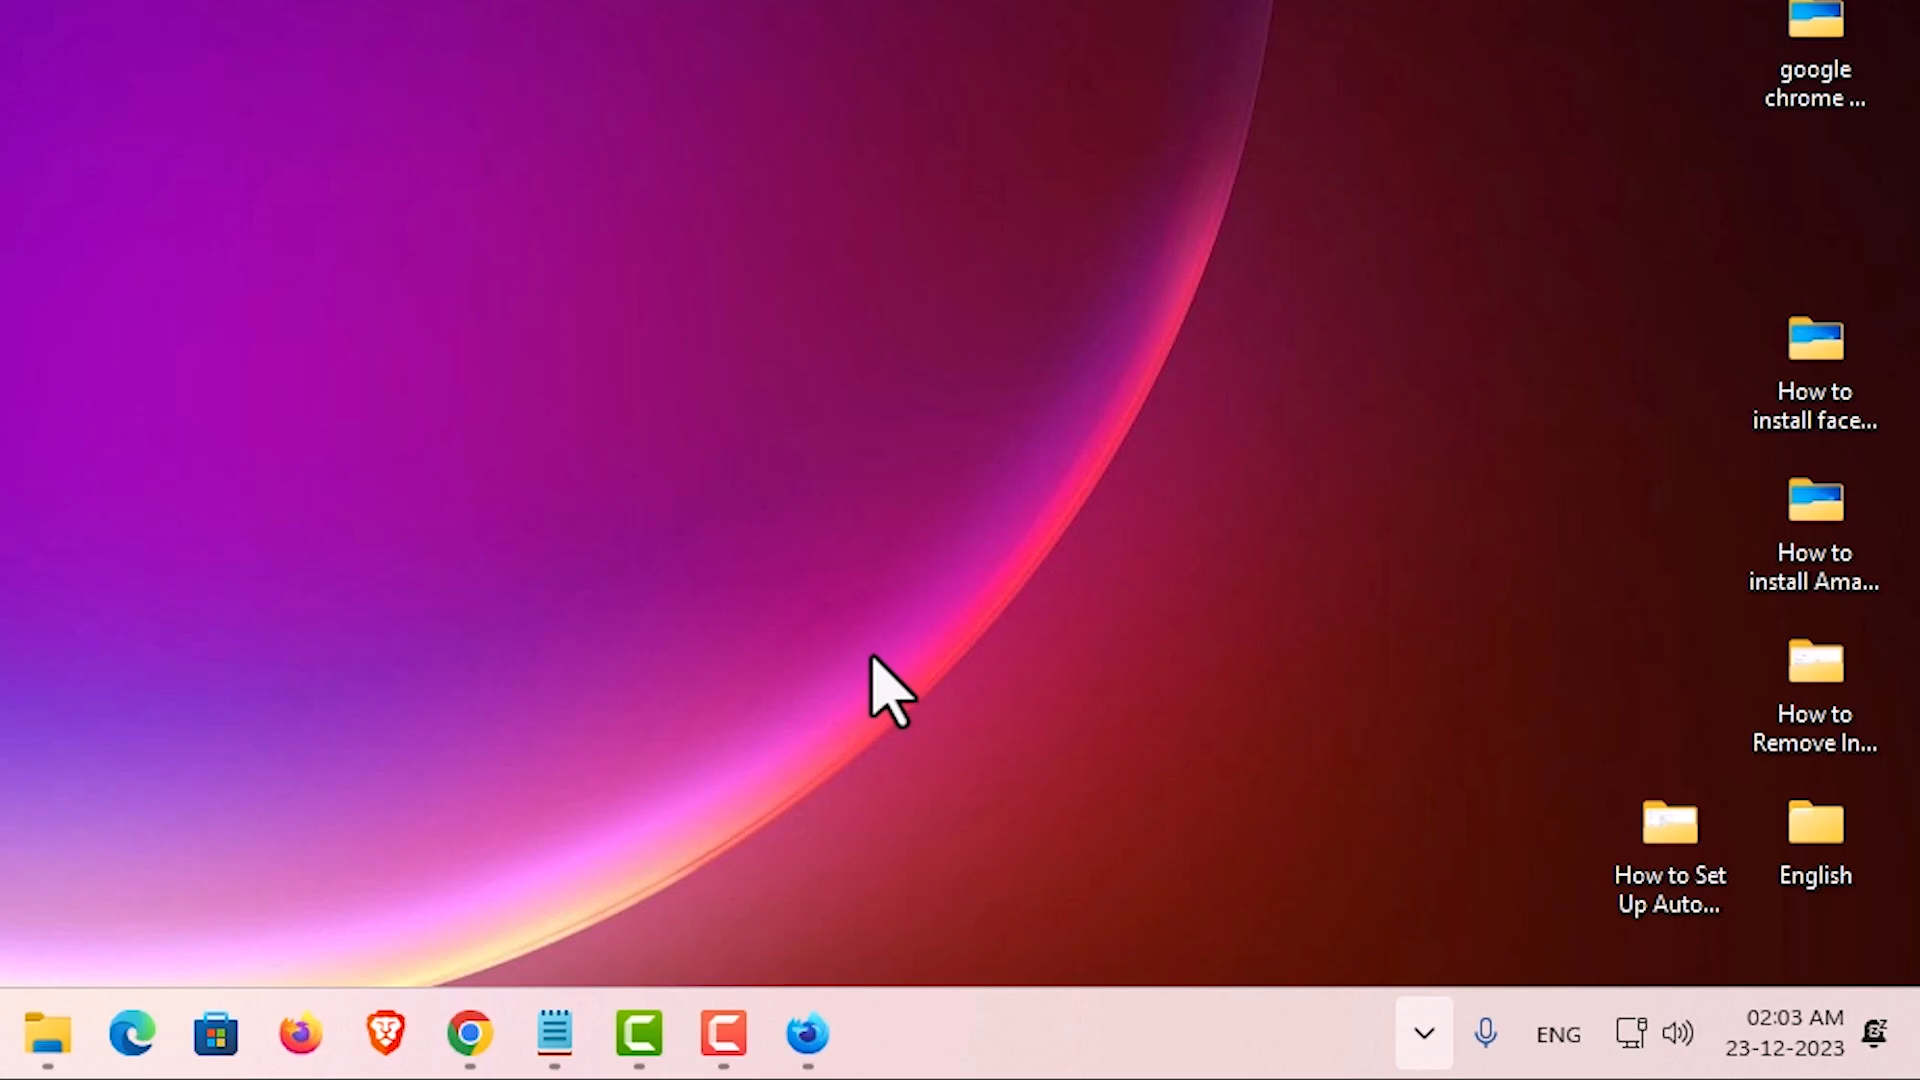 google
chrome ...
How to
install face...
How to
install Ama...
How to
Remove In...
How to Set
Up Auto...
English
ENG
02:03 AM
23-12-2023